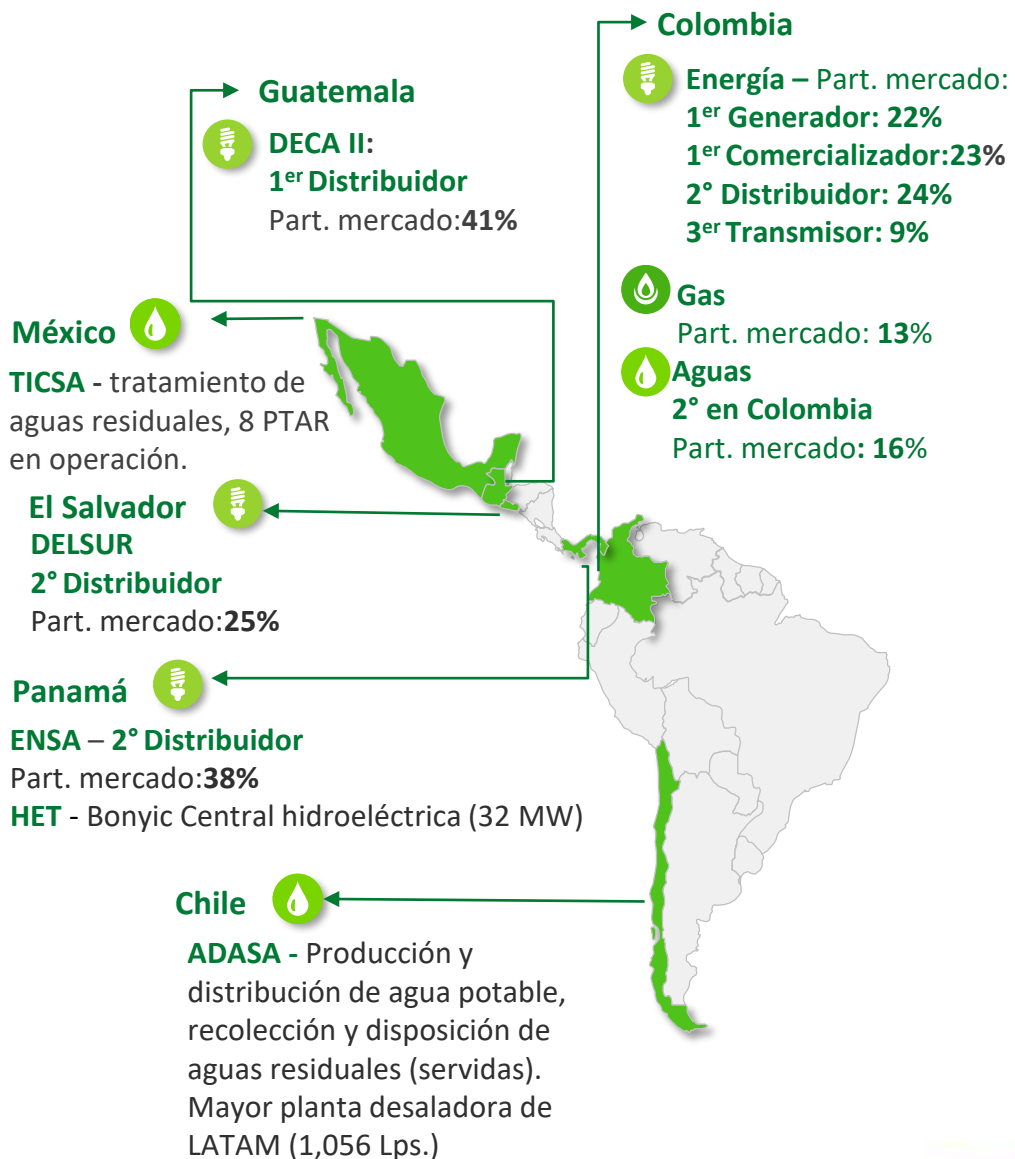 Colombia
Energía – Part. mercado:
1er Generador: 22%
1er Comercializador:23%
2° Distribuidor: 24%
3er Transmisor: 9%
Gas
Part. mercado: 13%
Aguas
2° en Colombia
Part. mercado: 16%
Guatemala
DECA II:
1er Distribuidor
Part. mercado:41%
México
TICSA - tratamiento de
aguas residuales, 8 PTAR
en operación.
El Salvador
DELSUR
2° Distribuidor
Part. mercado:25%
Panamá
ENSA – 2° Distribuidor
Part. mercado:38%
HET - Bonyic Central hidroeléctrica (32 MW)
Chile
ADASA - Producción y
distribución de agua potable,
recolección y disposición de
aguas residuales (servidas).
Mayor planta desaladora de
LATAM (1,056 Lps.)